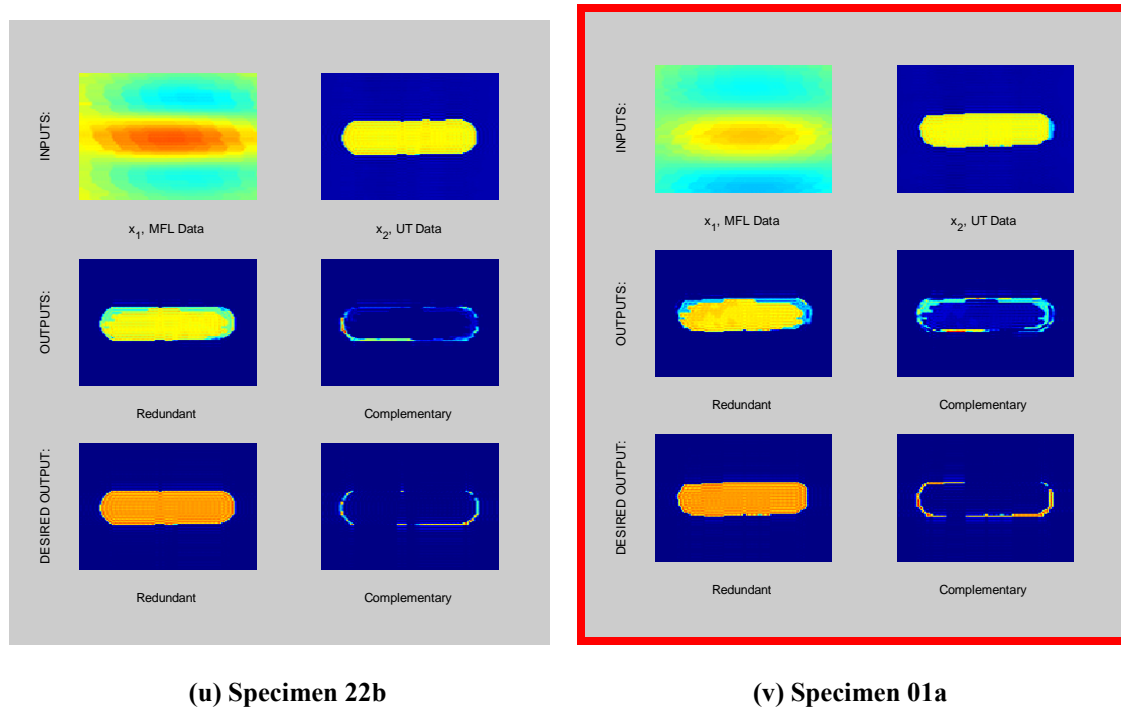 INPUTS:
x1, MFL Data
x2, UT Data
OUTPUTS:
Redundant
Complementary
DESIRED OUTPUT:
Redundant
Complementary
(u) Specimen 22b
INPUTS:
x1, MFL Data
x2, UT Data
OUTPUTS:
Redundant
Complementary
DESIRED OUTPUT:
Redundant
Complementary
(v) Specimen 01a